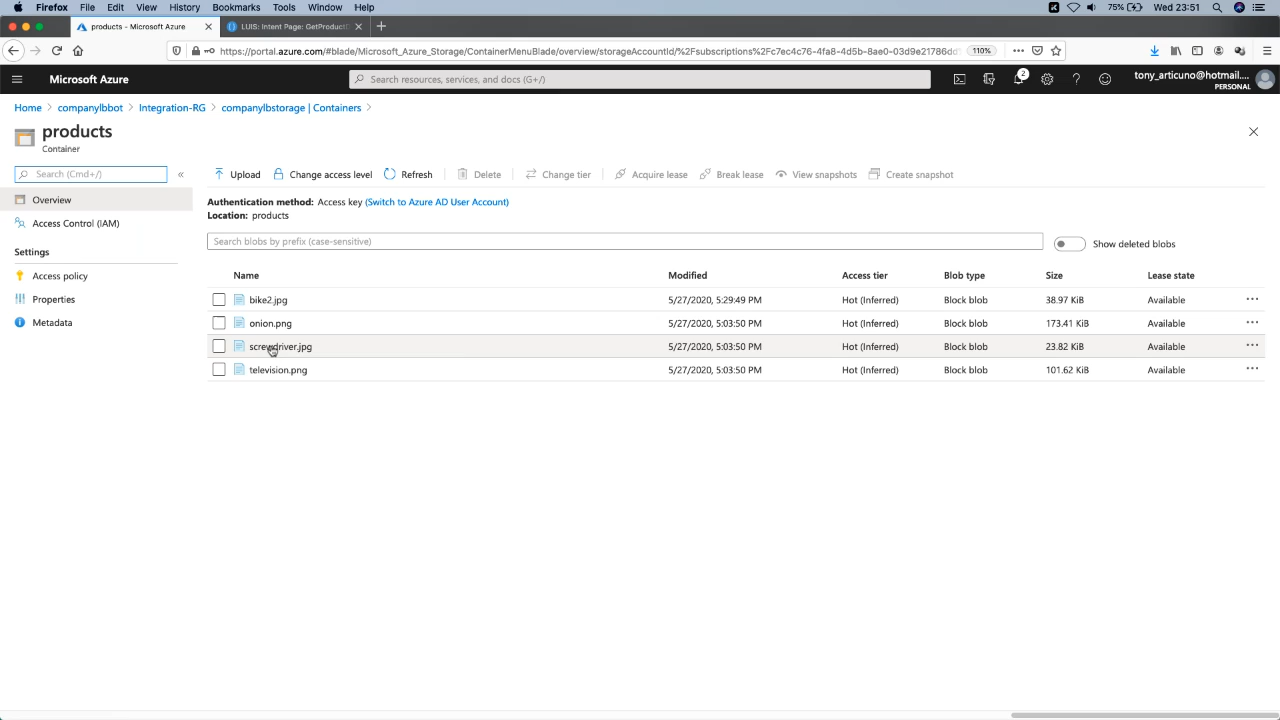 Firefox File Edit View History Bookmarks Tools Window Help 75% Wed 23:51
products - Microsoft Azure LUIS: Intent Page: GetProductD
https://portal.azure.com/#blade/Microsoft_Azure_Storage/ContainerMenuBlade/overview/storageAccountId/%2Fsubscriptions%2Fc7ec4c76-4fa8-4d5b-8ae0-03d9e21786dd 110%
Microsoft Azure Search resources, services, and docs (G+/) 2 tony_articuno@hotmail....
PERSONAL
Home > companylbbot > Integration-RG > companylbstorage | Containers >
products
Container
Search (Cmd+/) « Upload Change access level Refresh Delete Change tier Acquire lease Break lease View snapshots Create snapshot
Overview
Access Control (IAM)
Settings
Access policy
Properties
Metadata
Authentication method: Access key (Switch to Azure AD User Account)
Location: products
Search blobs by prefix (case-sensitive) Show deleted blobs
Name Modified Access tier Blob type Size Lease state
bike2.jpg 5/27/2020, 5:29:49 PM Hot (Inferred) Block blob 38.97 KiB Available ...
onion.png 5/27/2020, 5:03:50 PM Hot (Inferred) Block blob 173.41 KiB Available ...
screwdriver.jpg 5/27/2020, 5:03:50 PM Hot (Inferred) Block blob 23.82 KiB Available ...
television.png 5/27/2020, 5:03:50 PM Hot (Inferred) Block blob 101.62 KiB Available ...